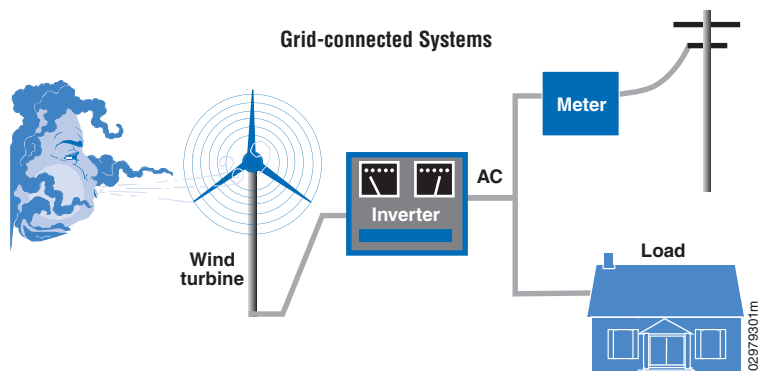 Grid-connected Systems
Meter
AC
Inverter
Wind
turbine
Load
02979301m